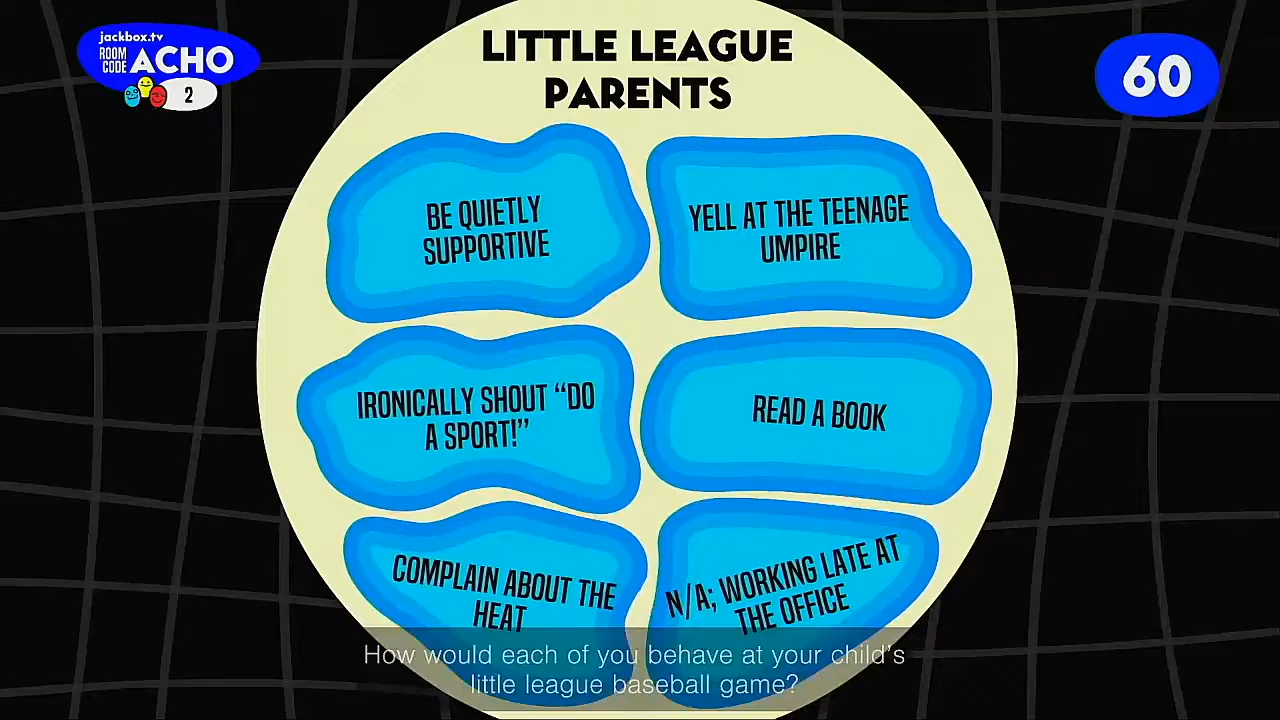 jackbox.tv
ROOM CODE ACHO
2
60
LITTLE LEAGUE
PARENTS
BE QUIETLY
SUPPORTIVE
YELL AT THE TEENAGE
UMPIRE
IRONICALLY SHOUT “DO
A SPORT!”
READ A BOOK
COMPLAIN ABOUT THE
HEAT
N/A; WORKING LATE AT
THE OFFICE
How would each of you behave at your child’s
little league baseball game?